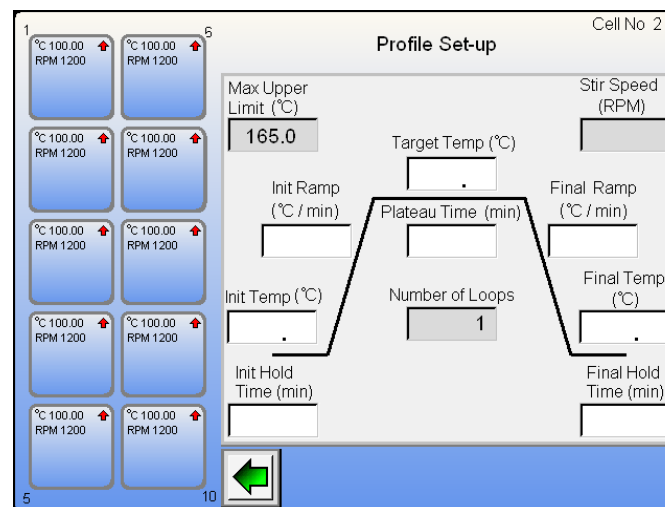 Cell No 2
Profile Set-up
1
6
°C 100.00
RPM 1200
°C 100.00
RPM 1200
°C 100.00
RPM 1200
°C 100.00
RPM 1200
°C 100.00
RPM 1200
°C 100.00
RPM 1200
°C 100.00
RPM 1200
°C 100.00
RPM 1200
°C 100.00
RPM 1200
°C 100.00
RPM 1200
5
10
Max Upper
Limit (°C)
165.0
Stir Speed
(RPM)
Target Temp (°C)
.
Init Ramp
(°C / min)
Plateau Time (min)
Final Ramp
(°C / min)
Init Temp (°C)
.
Number of Loops
1
Final Temp
(°C)
.
Init Hold
Time (min)
Final Hold
Time (min)